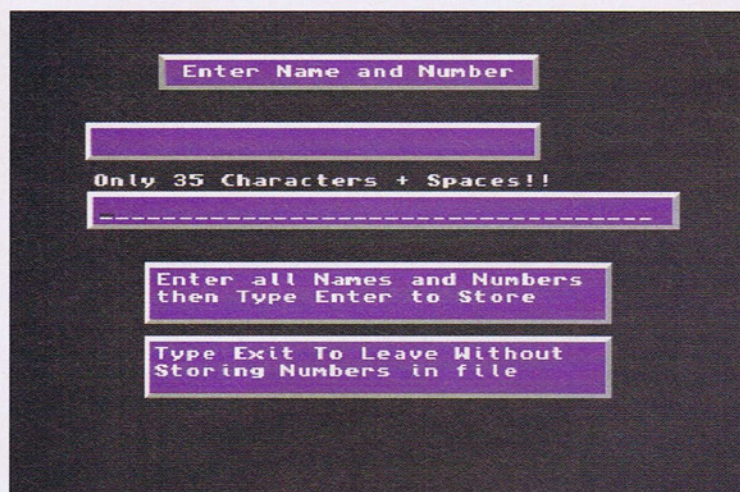 Enter Name and Number
Only 35 Characters + Spaces!!
Enter all Names and Numbers
then Type Enter to Store
Type Exit To Leave Without
Storing Numbers in file